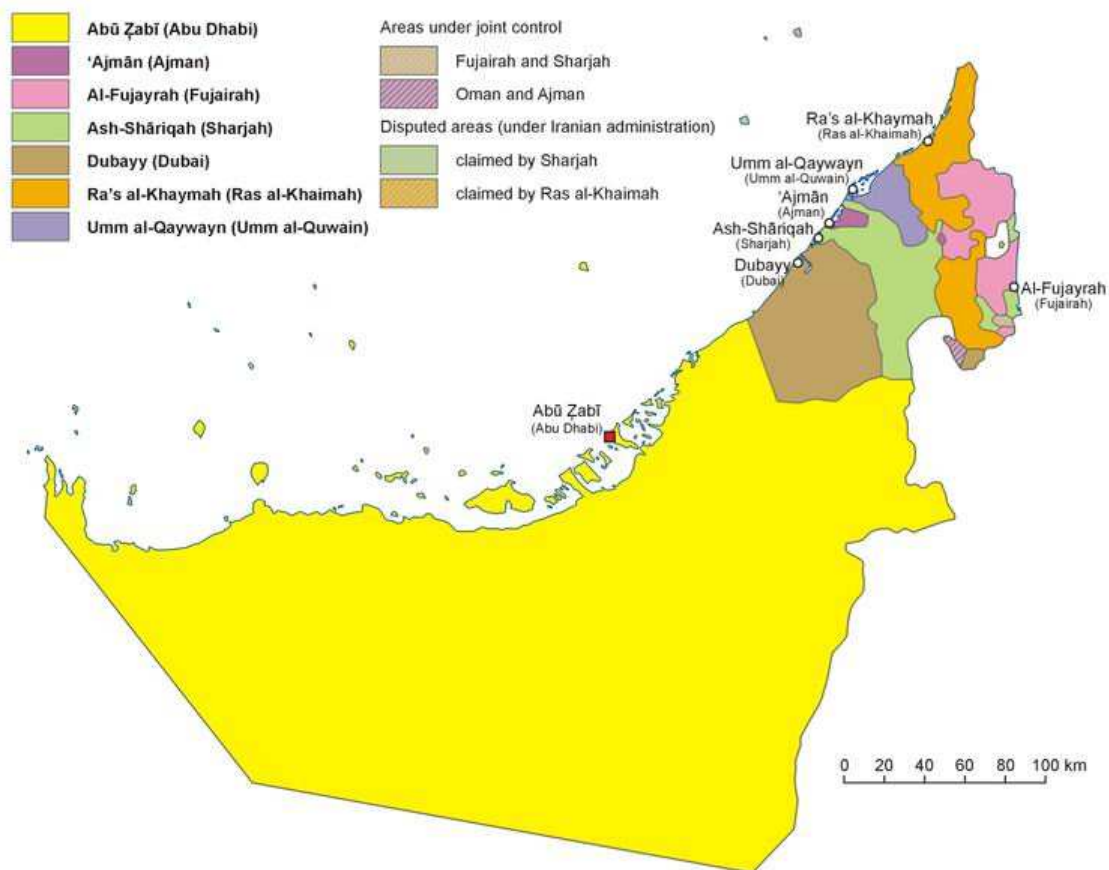 Abū Z̧abī (Abu Dhabi)
‘Ajmān (Ajman)
Al-Fujayrah (Fujairah)
Ash-Shāriqah (Sharjah)
Dubayy (Dubai)
Ra’s al-Khaymah (Ras al-Khaimah)
Umm al-Qaywayn (Umm al-Quwain)
Areas under joint control
Fujairah and Sharjah
Oman and Ajman
Disputed areas (under Iranian administration)
claimed by Sharjah
claimed by Ras al-Khaimah
Ra’s al-Khaymah
(Ras al-Khaimah)
Umm al-Qaywayn
(Umm al-Quwain)
‘Ajmān
(Ajman)
Ash-Shāriqah
(Sharjah)
Dubayy
(Dubai)
Al-Fujayrah
(Fujairah)
Abū Z̧abī
(Abu Dhabi)
0 20 40 60 80 100 km